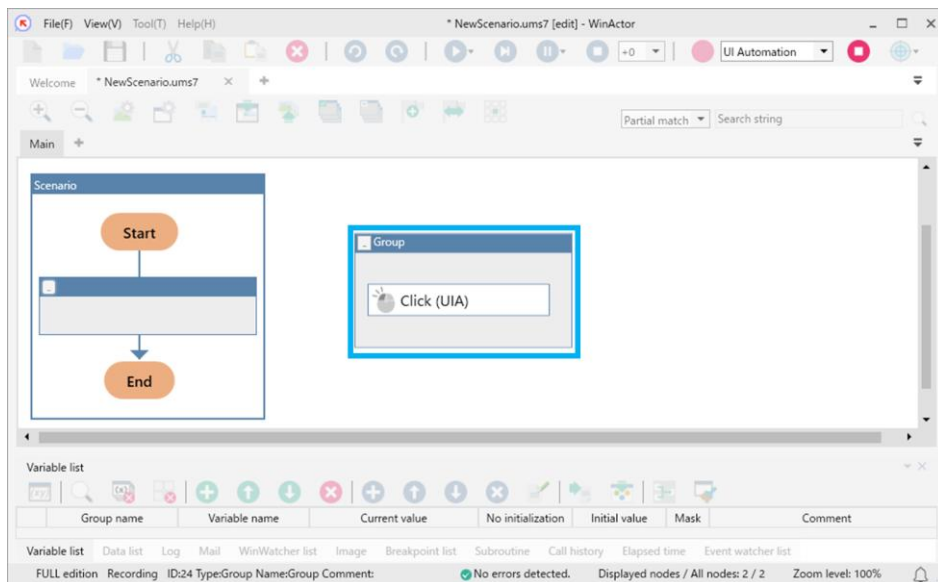 File(F) View(V) Tool(T) Help(H) * NewScenario.ums7 [edit] - WinActor
+0 UI Automation
Welcome * NewScenario.ums7 × +
Partial match Search string
Main +
Scenario
Start
End
Group
Click (UIA)
Variable list
Group name Variable name Current value No initialization Initial value Mask Comment
Variable list Data list Log Mail WinWatcher list Image Breakpoint list Subroutine Call history Elapsed time Event watcher list
FULL edition Recording ID:24 Type:Group Name:Group Comment: No errors detected. Displayed nodes / All nodes: 2 / 2 Zoom level: 100%